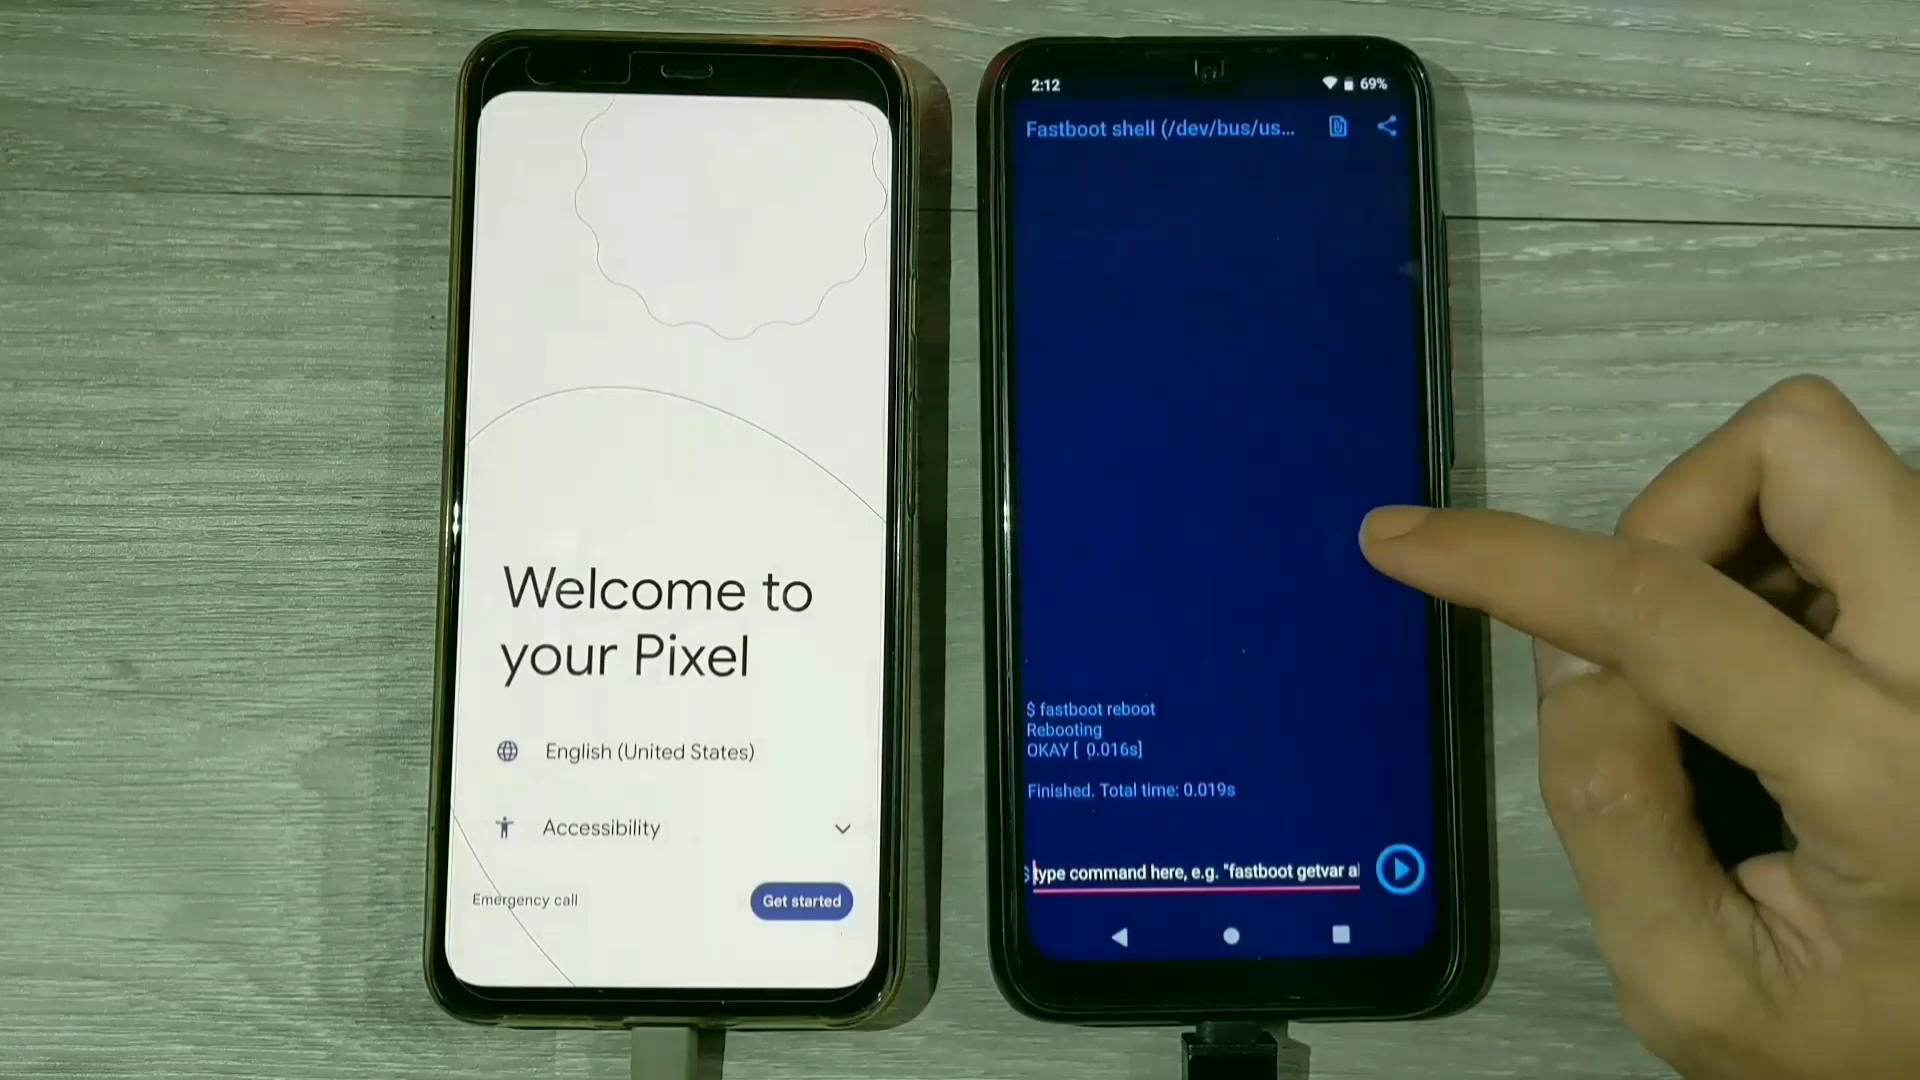 Welcome to
your Pixel
English (United States)
Accessibility
Emergency call
Get started
2:12
69%
Fastboot shell (/dev/bus/us...
$ fastboot reboot
Rebooting
OKAY [ 0.016s]
Finished. Total time: 0.019s
$ type command here, e.g. "fastboot getvar a